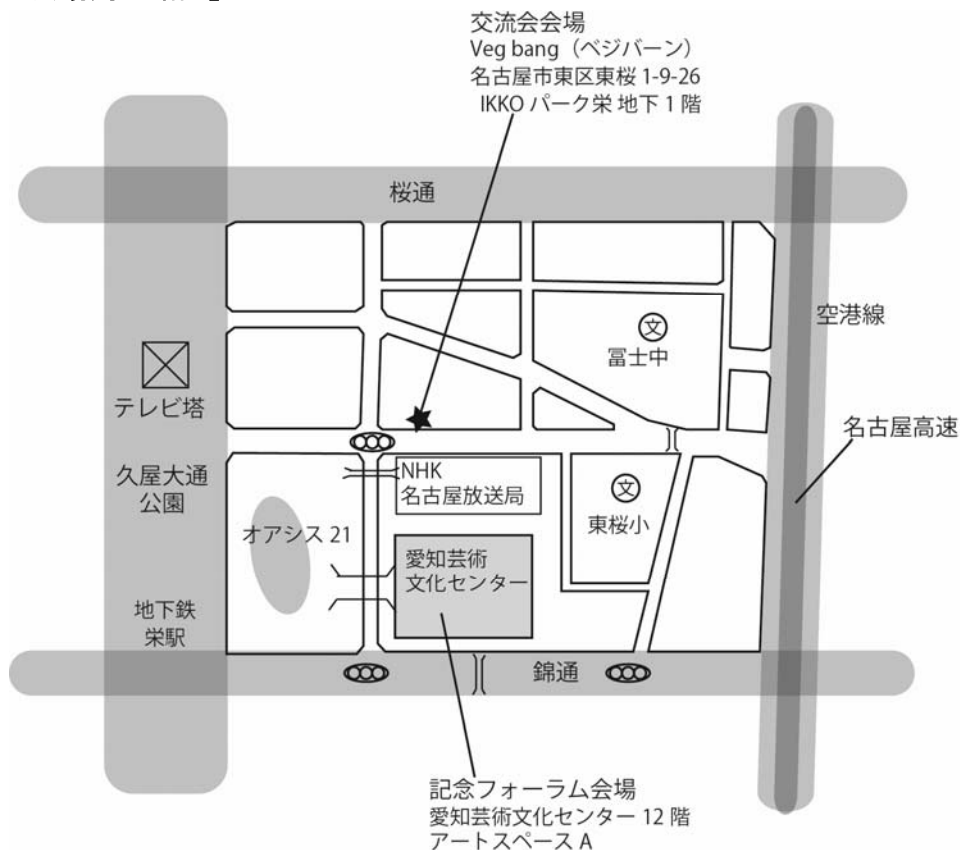 交流会会場
Veg bang（ベジバーン）
名古屋市東区東桜 1-9-26
IKKO パーク栄 地下 1 階
桜通
空港線
文
冨士中
テレビ塔
名古屋高速
久屋大通
公園
NHK
名古屋放送局
文
東桜小
オアシス 21
愛知芸術
文化センター
地下鉄
栄駅
錦通
記念フォーラム会場
愛知芸術文化センター 12 階
アートスペース A